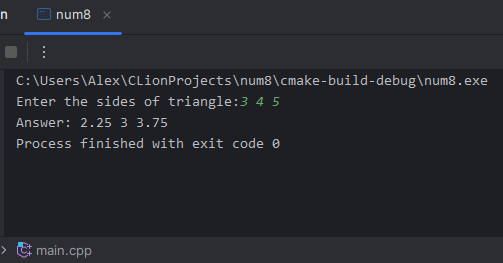 n num8 ×
C:\Users\Alex\CLionProjects\num8\cmake-build-debug\num8.exe
Enter the sides of triangle:3 4 5
Answer: 2.25 3 3.75
Process finished with exit code 0
> main.cpp